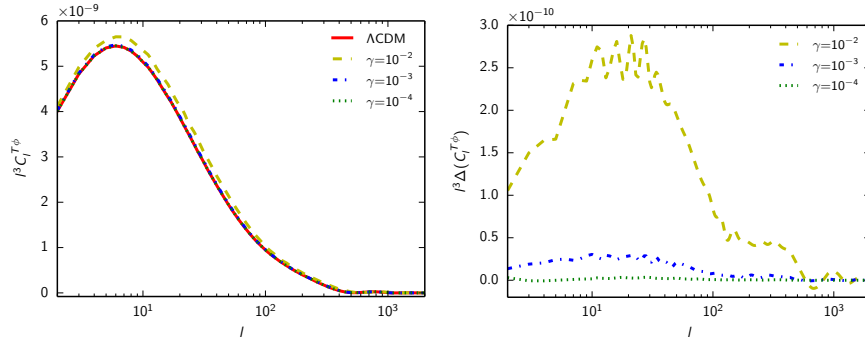 ×10⁻⁹
6
5
4
3
2
1
0
l³C_l^{Tϕ}
10¹
10²
10³
l
ΛCDM
γ=10⁻²
γ=10⁻³
γ=10⁻⁴
×10⁻¹⁰
3.0
2.5
2.0
1.5
1.0
0.5
0.0
l³Δ(C_l^{Tϕ})
10¹
10²
10³
l
γ=10⁻²
γ=10⁻³
γ=10⁻⁴